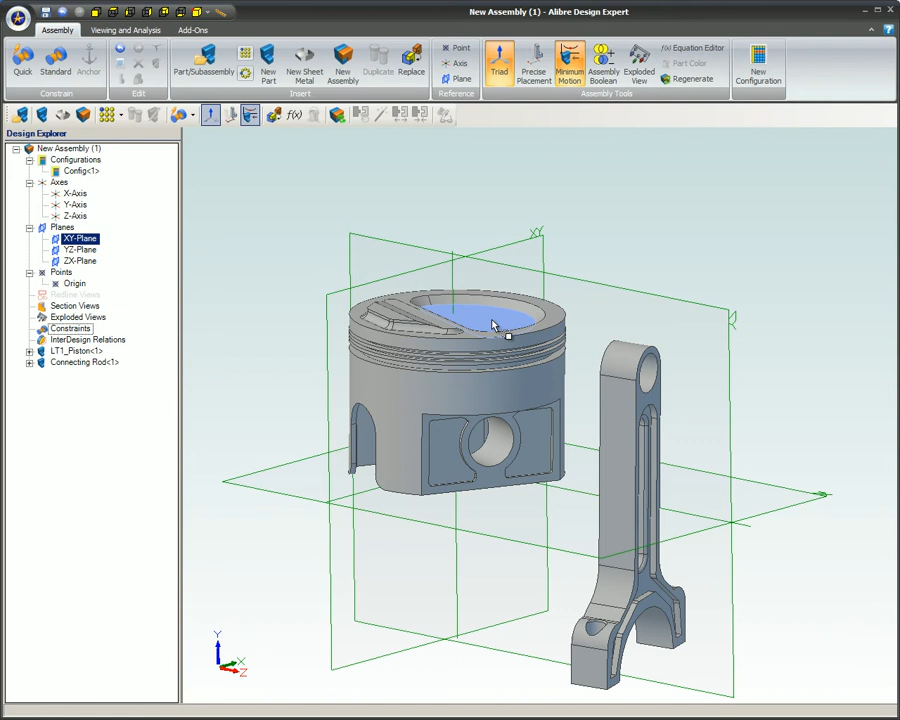 New Assembly (1) - Alibre Design Expert
Assembly
Viewing and Analysis
Add-Ons
Quick
Standard
Anchor
Constrain
Edit
Part/Subassembly
New Part
New Sheet Metal
New Assembly
Duplicate
Replace
Insert
Point
Axis
Plane
Reference
Triad
Precise Placement
Minimum Motion
Assembly Boolean
Exploded View
f(x) Equation Editor
Part Color
Regenerate
Assembly Tools
New Configuration
f(x)
Design Explorer
New Assembly (1)
Configurations
Config<1>
Axes
X-Axis
Y-Axis
Z-Axis
Planes
XY-Plane
YZ-Plane
ZX-Plane
Points
Origin
Redline Views
Section Views
Exploded Views
Constraints
InterDesign Relations
LT1_Piston<1>
Connecting Rod<1>
XY
Y
X
Z